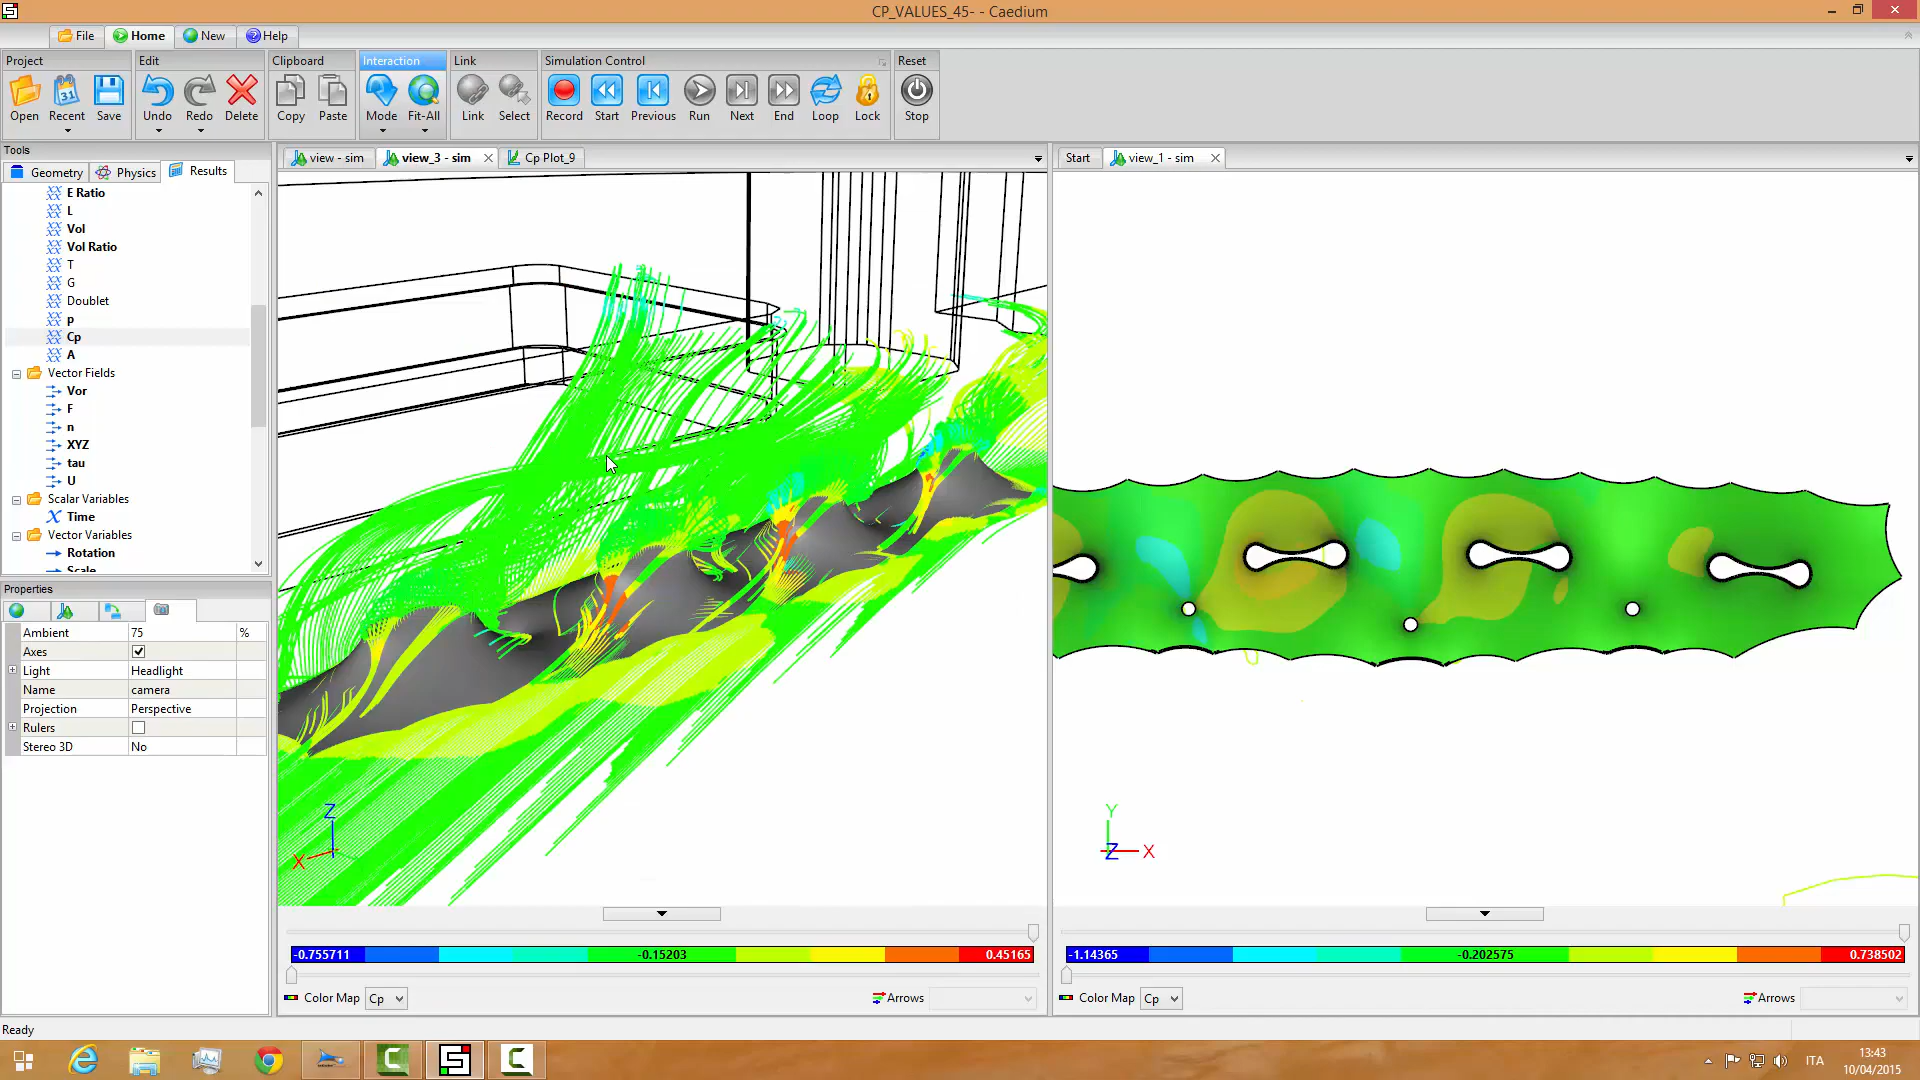 CP_VALUES_45- - Caedium
File
Home
New
Help
Project
Edit
Clipboard
Interaction
Link
Simulation Control
Reset
31
Open
Recent
Save
Undo
Redo
Delete
Copy
Paste
Mode
Fit-All
Link
Select
Record
Start
Previous
Run
Next
End
Loop
Lock
Stop
Tools
Geometry
Physics
Results
E Ratio
L
Vol
Vol Ratio
T
G
Doublet
p
Cp
A
Vector Fields
Vor
F
n
XYZ
tau
U
Scalar Variables
Time
Vector Variables
Rotation
Scale
Properties
Ambient 75 %
Axes
Light Headlight
Name camera
Projection Perspective
Rulers
Stereo 3D No
view - sim
view_3 - sim
Cp Plot_9
Z
X
-0.755711
-0.15203
0.45165
Color Map Cp
Arrows
Start
view_1 - sim
Y
Z
X
-1.14365
-0.202575
0.738502
Color Map Cp
Arrows
Ready
ITA
13:43
10/04/2015